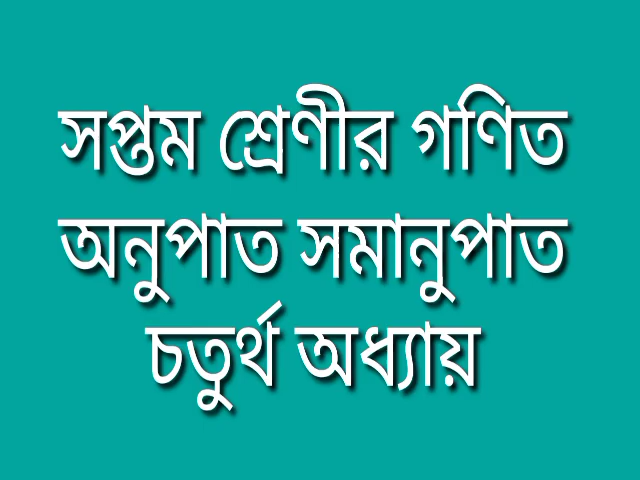 সপ্তম শ্রেণীর গণিত
অনুপাত সমানুপাত
চতুর্থ অধ্যায়